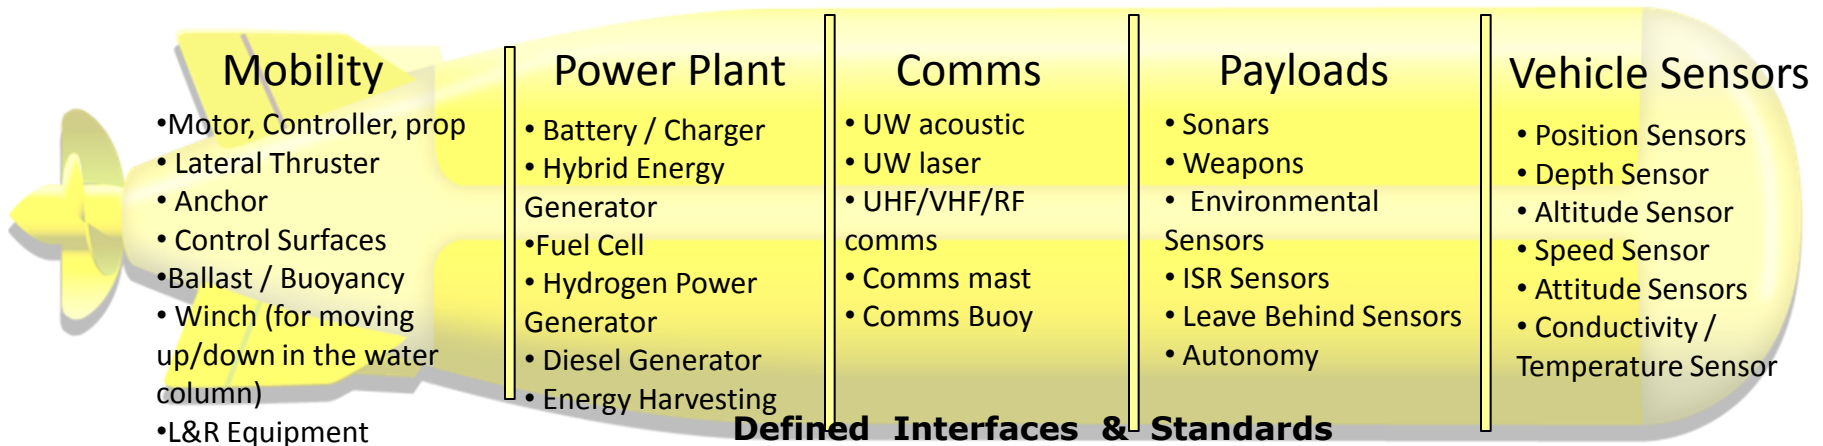 Mobility
•Motor, Controller, prop
• Lateral Thruster
• Anchor
• Control Surfaces
•Ballast / Buoyancy
• Winch (for moving
up/down in the water
column)
•L&R Equipment
Power Plant
• Battery / Charger
• Hybrid Energy
Generator
•Fuel Cell
• Hydrogen Power
Generator
• Diesel Generator
• Energy Harvesting
Comms
• UW acoustic
• UW laser
• UHF/VHF/RF
comms
• Comms mast
• Comms Buoy
Payloads
• Sonars
• Weapons
• Environmental
Sensors
• ISR Sensors
• Leave Behind Sensors
• Autonomy
Vehicle Sensors
• Position Sensors
• Depth Sensor
• Altitude Sensor
• Speed Sensor
• Attitude Sensors
• Conductivity /
Temperature Sensor
Defined Interfaces & Standards